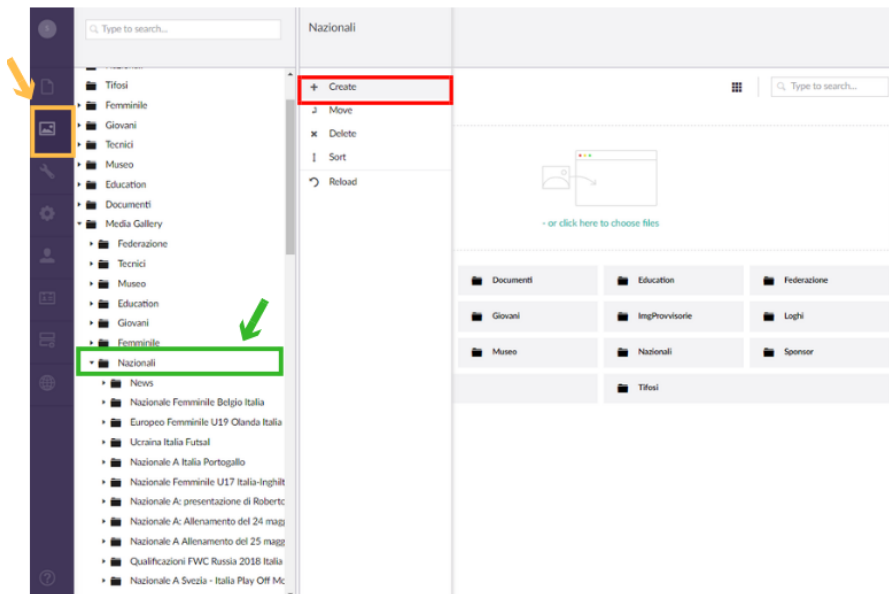 Type to search...
Nazionali
Tifosi
Femminile
Giovani
Tecnici
Museo
Education
Documenti
Media Gallery
Federazione
Tecnici
Museo
Education
Giovani
Femminile
Nazionali
News
Nazionale Femminile Belgio Italia
Europeo Femminile U19 Olanda Italia
Ucraina Italia Futsal
Nazionale A Italia Portogallo
Nazionale Femminile U17 Italia-Inghilt
Nazionale A: presentazione di Roberto
Nazionale A: Allenamento del 24 magg
Nazionale A Allenamento del 25 magg
Qualificazioni FWC Russia 2018 Italia
Nazionale A Svezia - Italia Play Off Mo
Nazionali
Create
Move
Delete
Sort
Reload
Type to search...
- or click here to choose files
Documenti Education Federazione
Giovani ImgProvvisorie Loghi
Museo Nazionali Sponsor
Tifosi